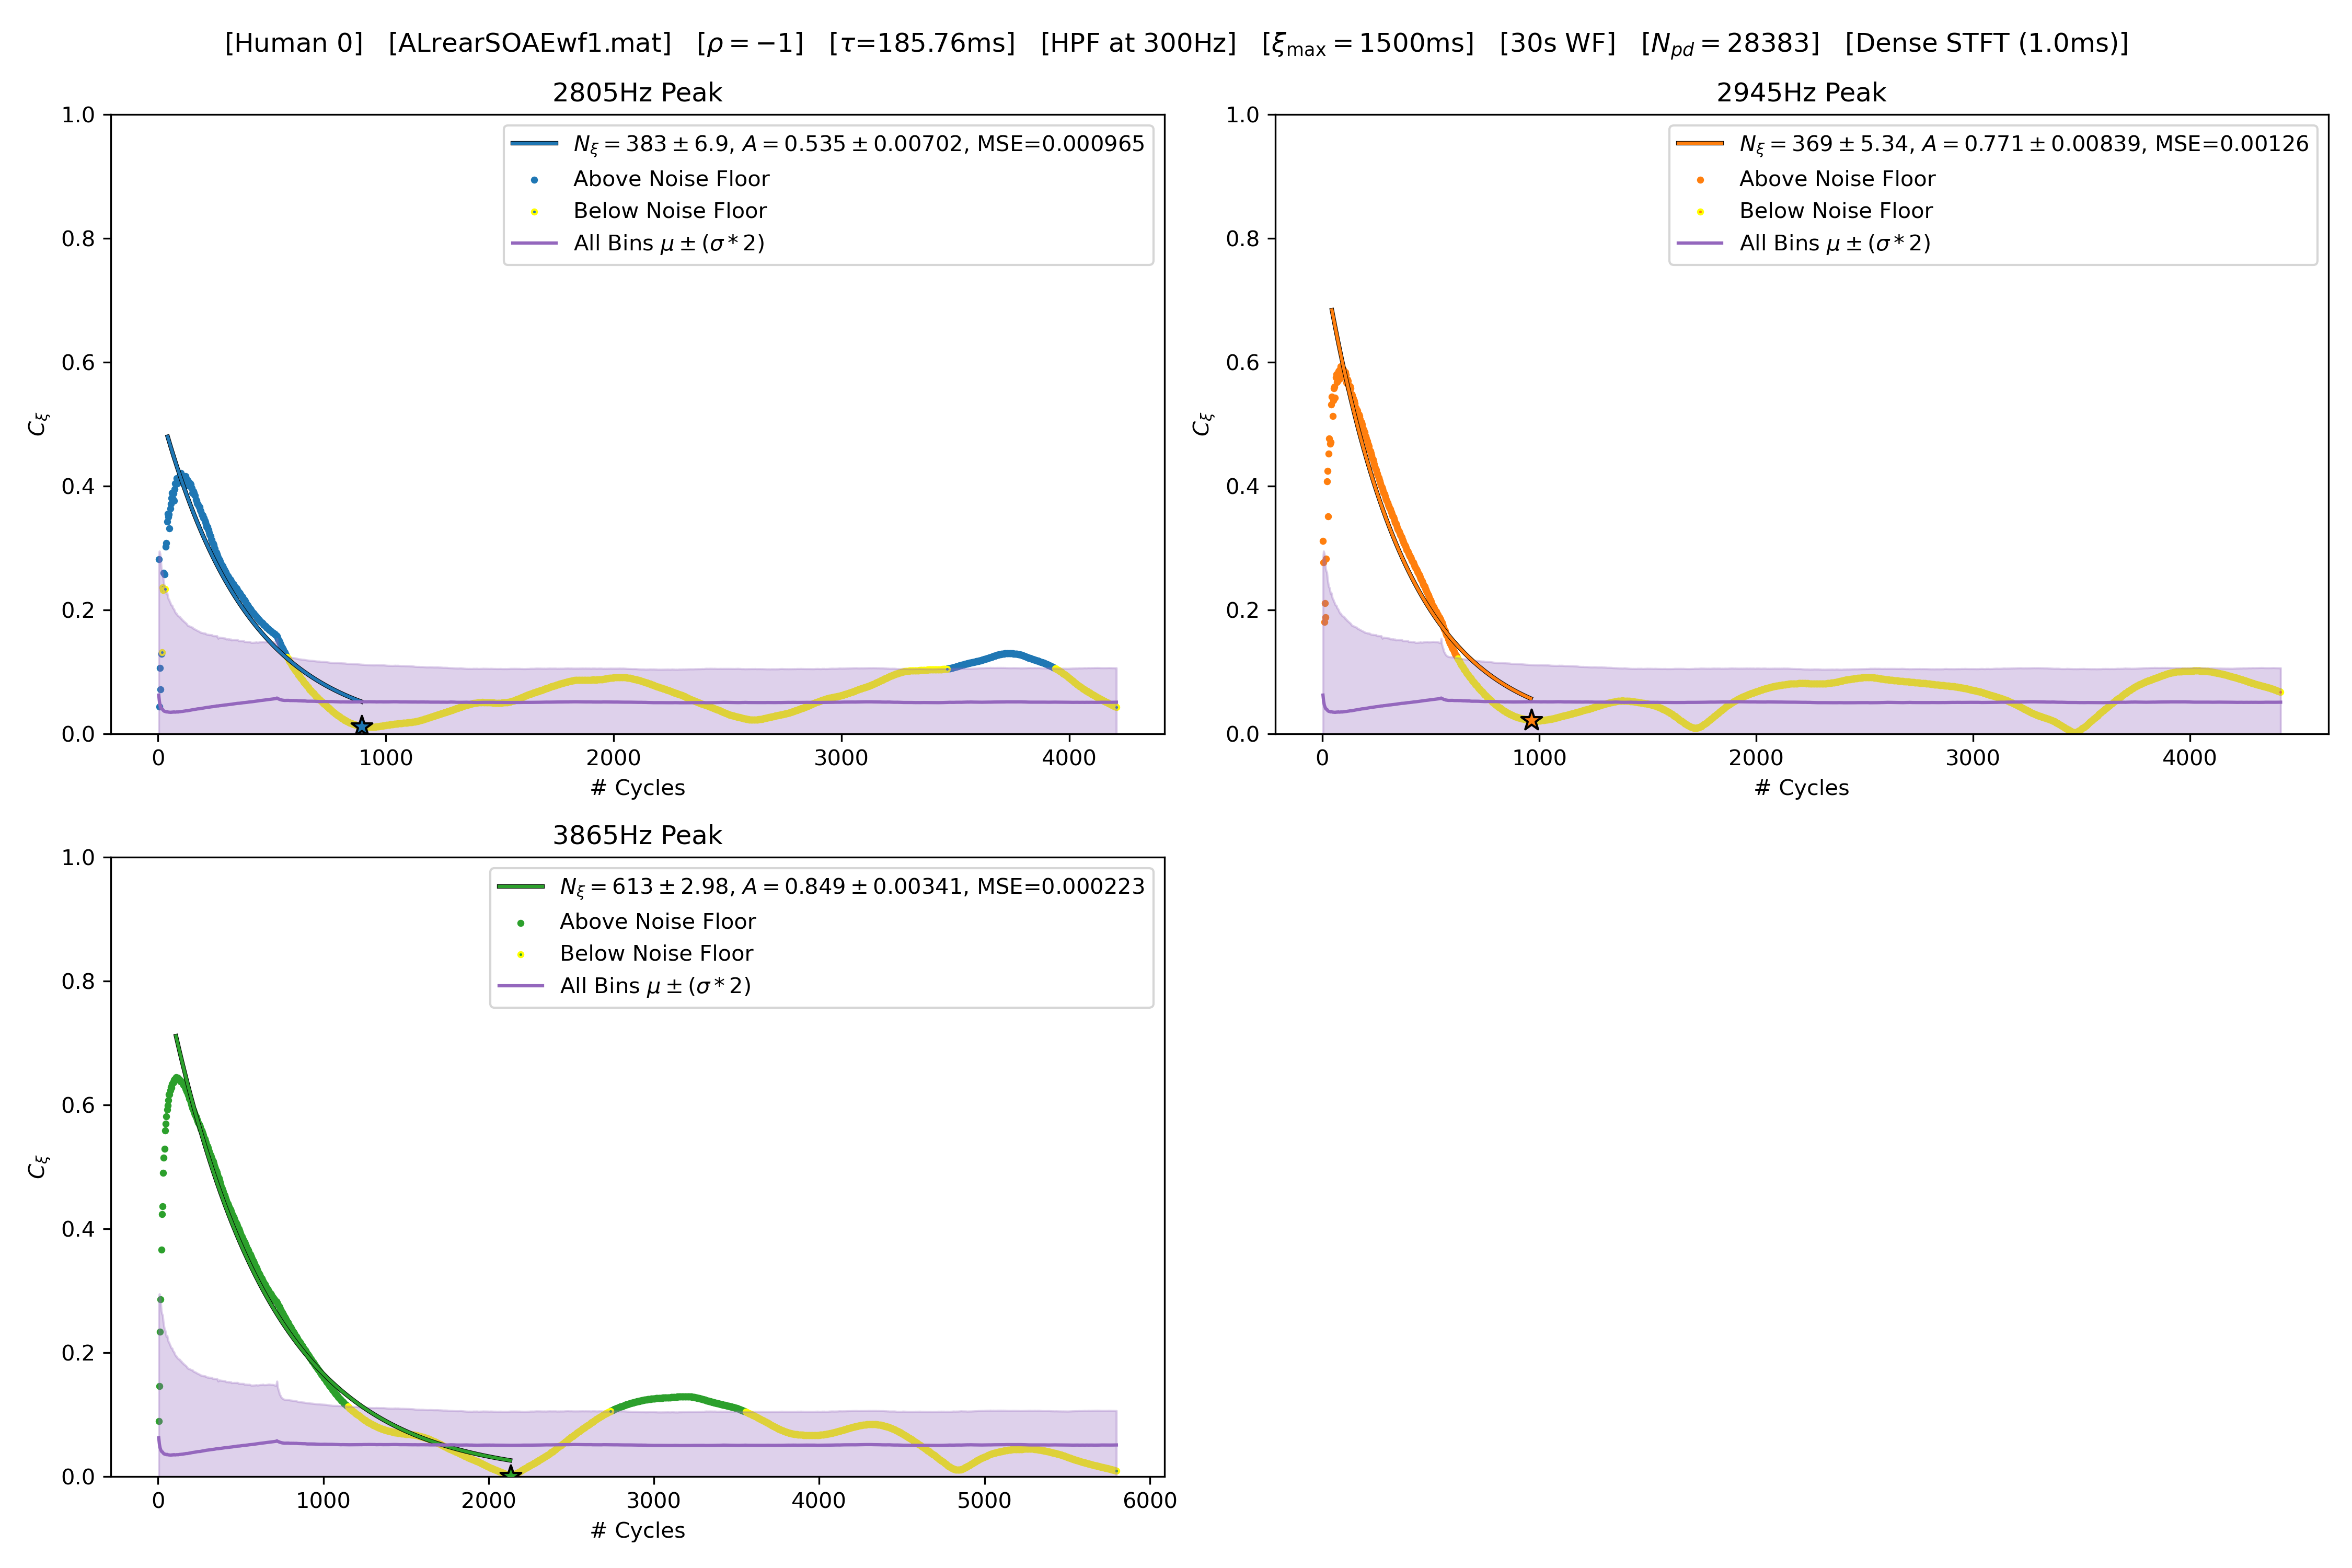 [Human 0] [ALrearSOAEwf1.mat] [ρ = −1] [τ=185.76ms] [HPF at 300Hz] [ξmax = 1500ms] [30s WF] [Npd = 28383] [Dense STFT (1.0ms)]
2805Hz Peak
Nξ = 383 ± 6.9, A = 0.535 ± 0.00702, MSE=0.000965
Above Noise Floor
Below Noise Floor
All Bins μ ± (σ * 2)
1.0
0.8
0.6
0.4
0.2
0.0
Cξ
0 1000 2000 3000 4000
# Cycles
2945Hz Peak
Nξ = 369 ± 5.34, A = 0.771 ± 0.00839, MSE=0.00126
Above Noise Floor
Below Noise Floor
All Bins μ ± (σ * 2)
1.0
0.8
0.6
0.4
0.2
0.0
Cξ
0 1000 2000 3000 4000
# Cycles
3865Hz Peak
Nξ = 613 ± 2.98, A = 0.849 ± 0.00341, MSE=0.000223
Above Noise Floor
Below Noise Floor
All Bins μ ± (σ * 2)
1.0
0.8
0.6
0.4
0.2
0.0
Cξ
0 1000 2000 3000 4000 5000 6000
# Cycles